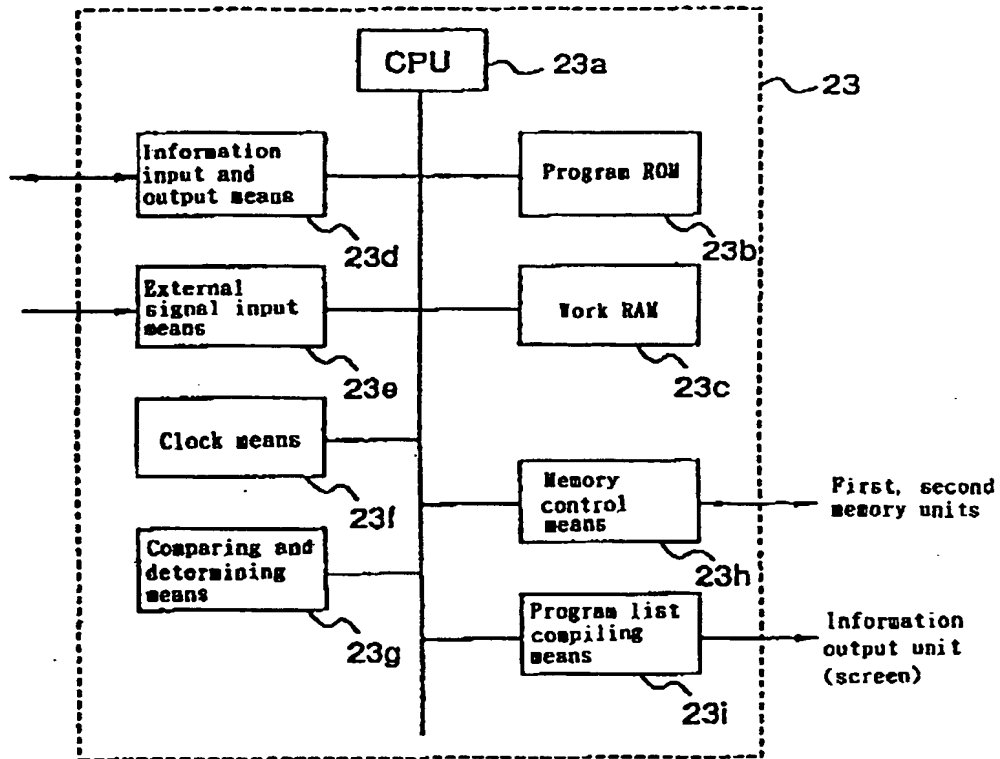 CPU
23a
23
Information
input and
output means
23d
Program ROM
23b
External
signal input
means
23e
Work RAM
23c
Clock means
23f
Memory
control
means
23h
First, second
memory units
Comparing and
determining
means
23g
Program list
compiling
means
23i
Information
output unit
(screen)